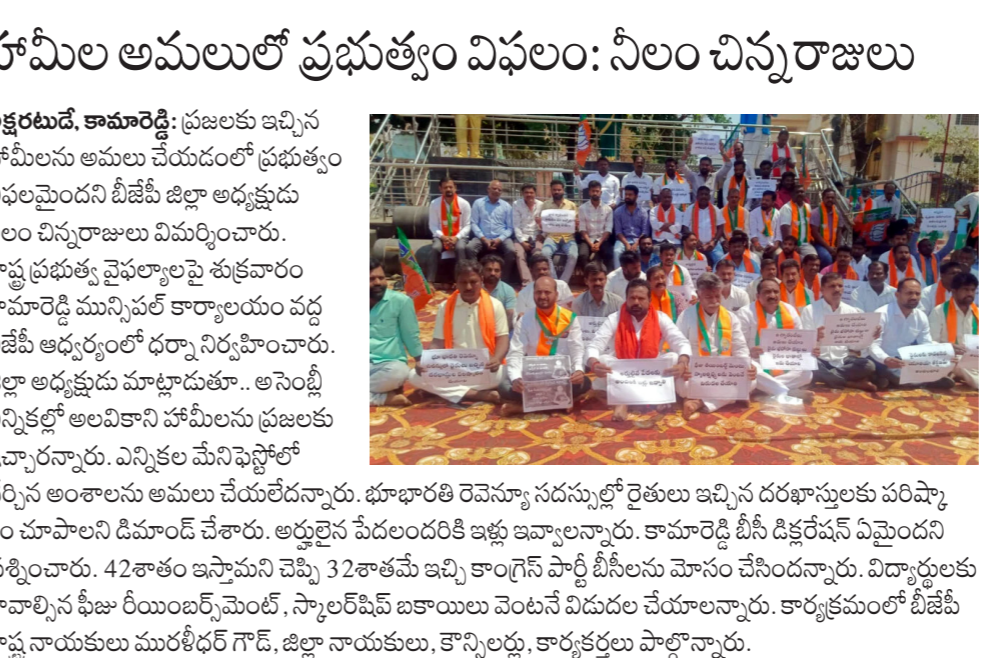 హామీల అమలులో ప్రభుత్వం విఫలం: నీలం చిన్నరాజులు
అక్షరటుడే, కామారెడ్డి: ప్రజలకు ఇచ్చిన
హామీలను అమలు చేయడంలో ప్రభుత్వం
విఫలమైందని బీజేపీ జిల్లా అధ్యక్షుడు
నీలం చిన్నరాజులు విమర్శించారు.
రాష్ట్ర ప్రభుత్వ వైఫల్యాలపై శుక్రవారం
కామారెడ్డి మున్సిపల్ కార్యాలయం వద్ద
బీజేపీ ఆధ్వర్యంలో ధర్నా నిర్వహించారు.
జిల్లా అధ్యక్షుడు మాట్లాడుతూ.. అసెంబ్లీ
ఎన్నికల్లో అలవికాని హామీలను ప్రజలకు
ఇచ్చారన్నారు. ఎన్నికల మేనిఫెస్టోలో
చేర్చిన అంశాలను అమలు చేయలేదన్నారు. భూభారతి రెవెన్యూ సదస్సుల్లో రైతులు ఇచ్చిన దరఖాస్తులకు పరిష్కా
రం చూపాలని డిమాండ్ చేశారు. అర్హులైన పేదలందరికి ఇళ్లు ఇవ్వాలన్నారు. కామారెడ్డి బీసీ డిక్లరేషన్ ఏమైందని
ప్రశ్నించారు. 42శాతం ఇస్తామని చెప్పి 32శాతమే ఇచ్చి కాంగ్రెస్ పార్టీ బీసీలను మోసం చేసిందన్నారు. విద్యార్థులకు
రావాల్సిన ఫీజు రీయింబర్స్‌మెంట్, స్కాలర్‌షిప్ బకాయిలు వెంటనే విడుదల చేయాలన్నారు. కార్యక్రమంలో బీజేపీ
రాష్ట్ర నాయకులు మురళీధర్ గౌడ్, జిల్లా నాయకులు, కౌన్సిలర్లు, కార్యకర్తలు పాల్గొన్నారు.